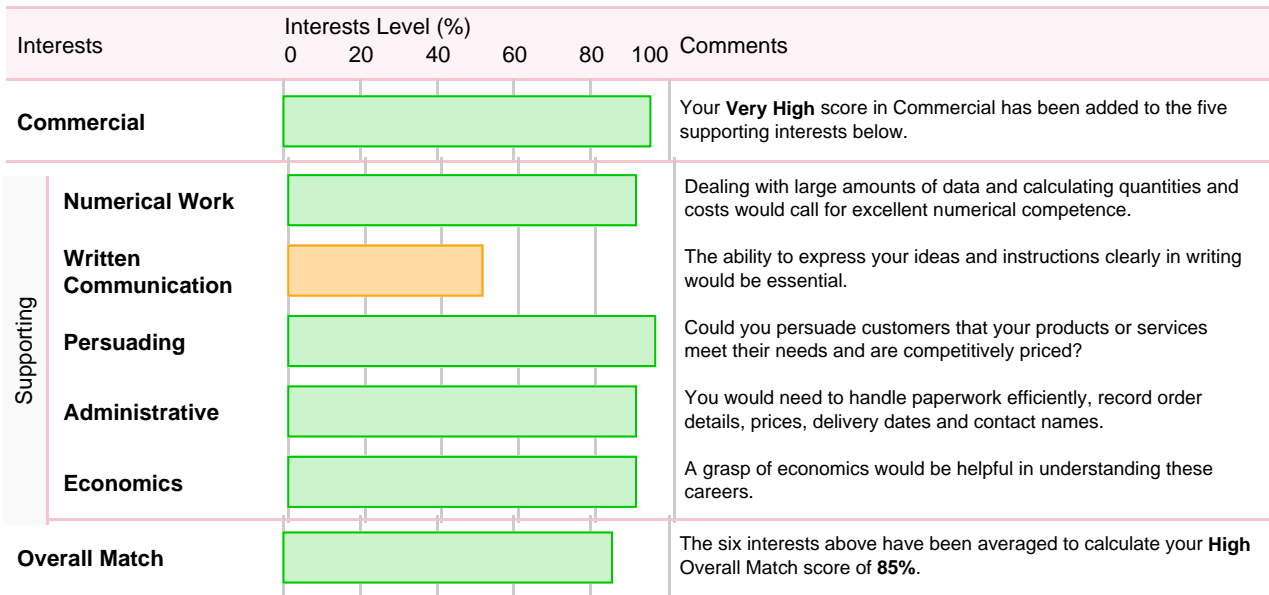 Interests
Interests Level (%)
0 20 40 60 80 100
Comments
Commercial
Your Very High score in Commercial has been added to the five
supporting interests below.
Supporting
Numerical Work
Dealing with large amounts of data and calculating quantities and
costs would call for excellent numerical competence.
Written
Communication
The ability to express your ideas and instructions clearly in writing
would be essential.
Persuading
Could you persuade customers that your products or services
meet their needs and are competitively priced?
Administrative
You would need to handle paperwork efficiently, record order
details, prices, delivery dates and contact names.
Economics
A grasp of economics would be helpful in understanding these
careers.
Overall Match
The six interests above have been averaged to calculate your High
Overall Match score of 85%.